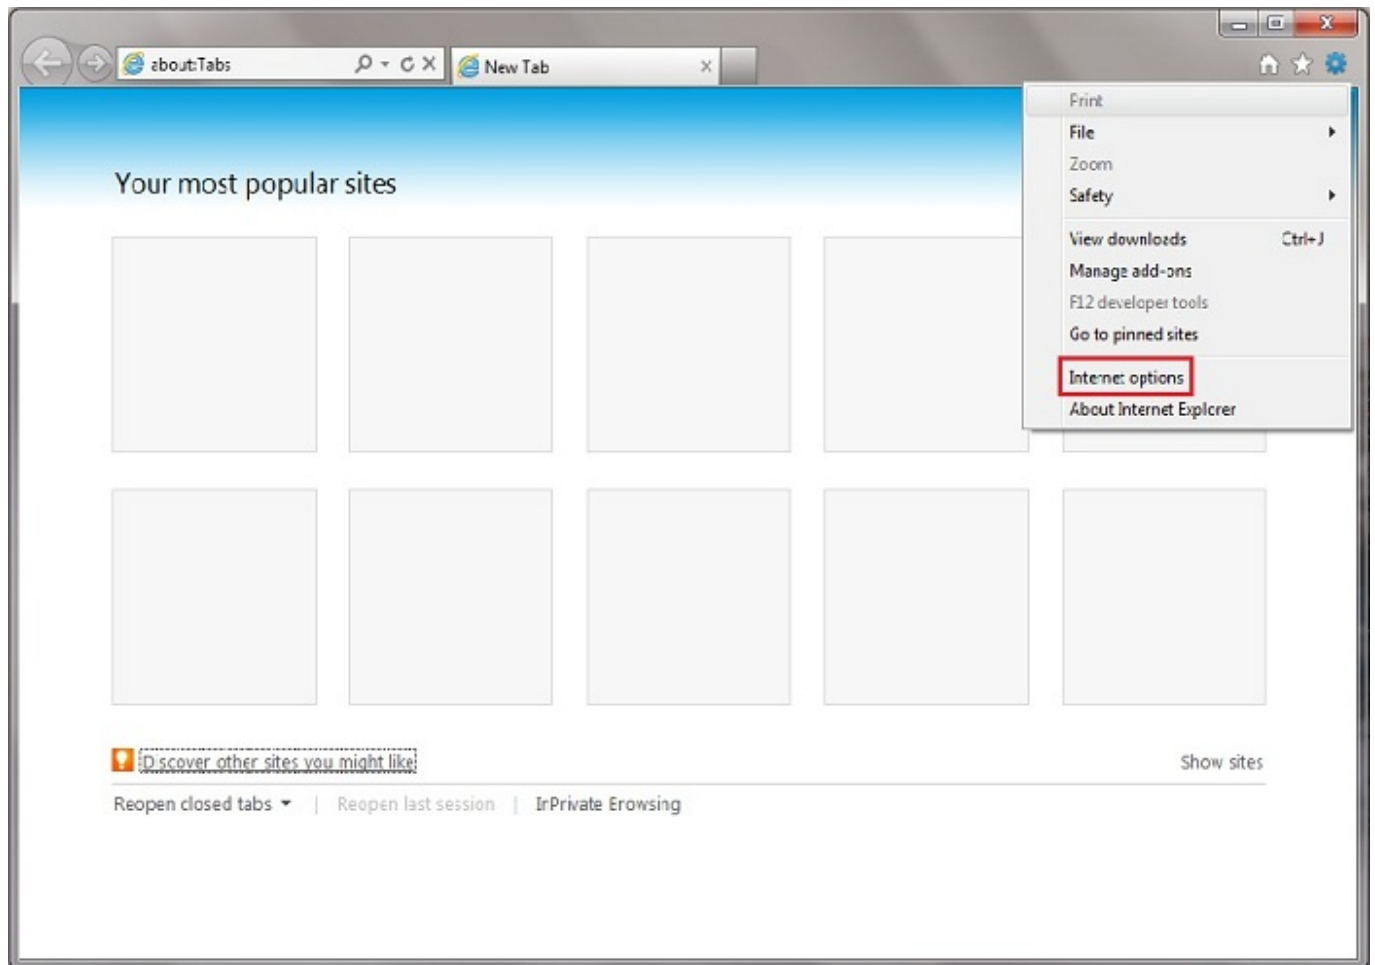 about:Tabs
New Tab
Print
File
Zoom
Safety
View downloads Ctrl+J
Manage add-ons
F12 developer tools
Go to pinned sites
Internet options
About Internet Explorer
Your most popular sites
Discover other sites you might like
Show sites
Reopen closed tabs | Reopen last session | InPrivate Browsing